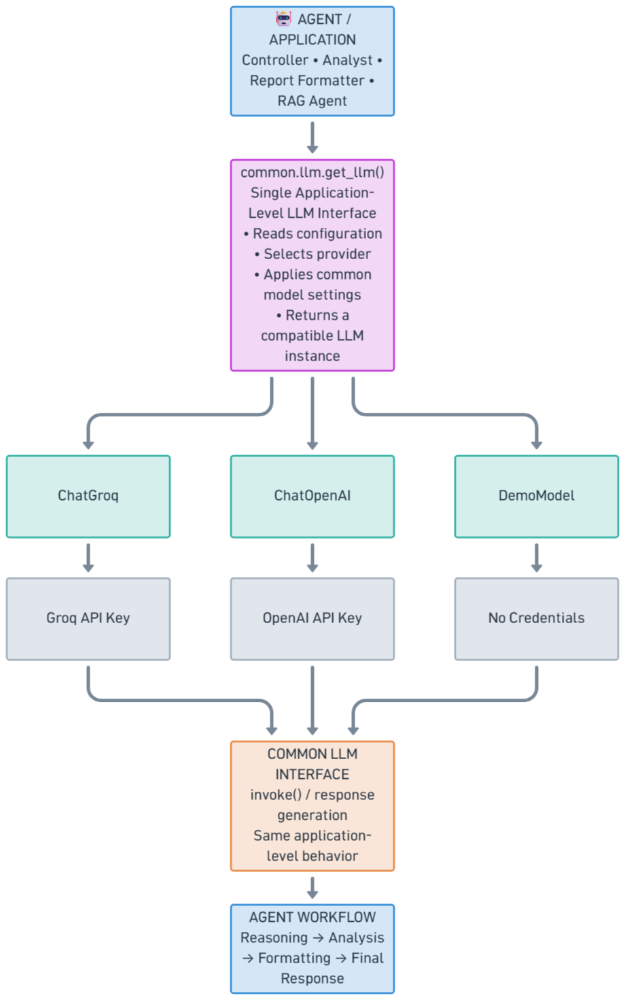 🤖 AGENT /
APPLICATION
Controller • Analyst •
Report Formatter •
RAG Agent
common.llm.get_llm()
Single Application-
Level LLM Interface
• Reads configuration
• Selects provider
• Applies common
model settings
• Returns a
compatible LLM
instance
ChatGroq
ChatOpenAI
DemoModel
Groq API Key
OpenAI API Key
No Credentials
COMMON LLM
INTERFACE
invoke() / response
generation
Same application-
level behavior
AGENT WORKFLOW
Reasoning → Analysis
→ Formatting → Final
Response